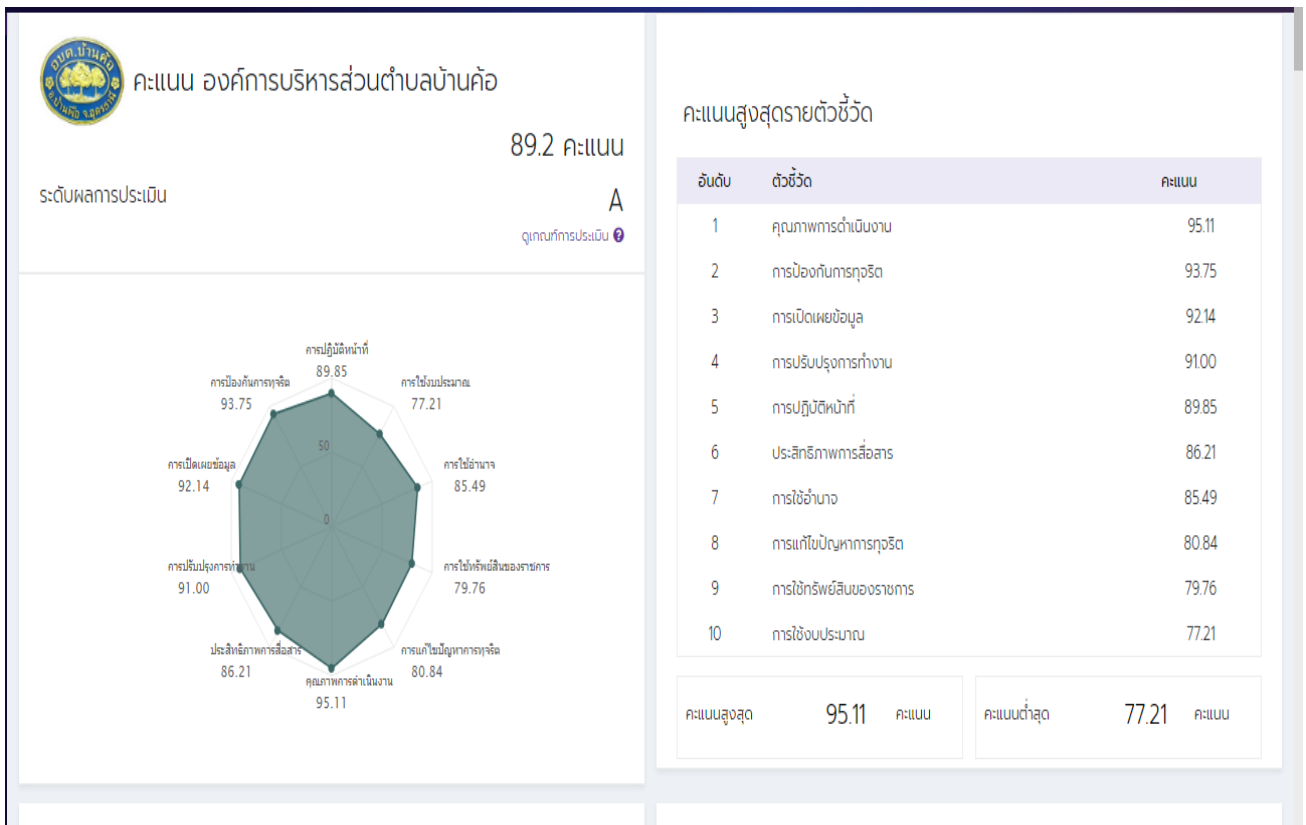 อบต.บ้านค้อ
คะแนน องค์การบริหารส่วนตำบลบ้านค้อ
89.2 คะแนน
ระดับผลการประเมิน
A
ดูเกณฑ์การประเมิน ?
การปฏิบัติหน้าที่
89.85
การป้องกันการทุจริต
93.75
การใช้งบประมาณ
77.21
50
การเปิดเผยข้อมูล
92.14
การใช้อำนาจ
85.49
0
การปรับปรุงการทำงาน
91.00
การใช้ทรัพย์สินของราชการ
79.76
ประสิทธิภาพการสื่อสาร
86.21
การแก้ไขปัญหาการทุจริต
80.84
คุณภาพการดำเนินงาน
95.11
คะแนนสูงสุดรายตัวชี้วัด
อันดับ ตัวชี้วัด คะแนน
1 คุณภาพการดำเนินงาน 95.11
2 การป้องกันการทุจริต 93.75
3 การเปิดเผยข้อมูล 92.14
4 การปรับปรุงการทำงาน 91.00
5 การปฏิบัติหน้าที่ 89.85
6 ประสิทธิภาพการสื่อสาร 86.21
7 การใช้อำนาจ 85.49
8 การแก้ไขปัญหาการทุจริต 80.84
9 การใช้ทรัพย์สินของราชการ 79.76
10 การใช้งบประมาณ 77.21
คะแนนสูงสุด 95.11 คะแนน
คะแนนต่ำสุด 77.21 คะแนน